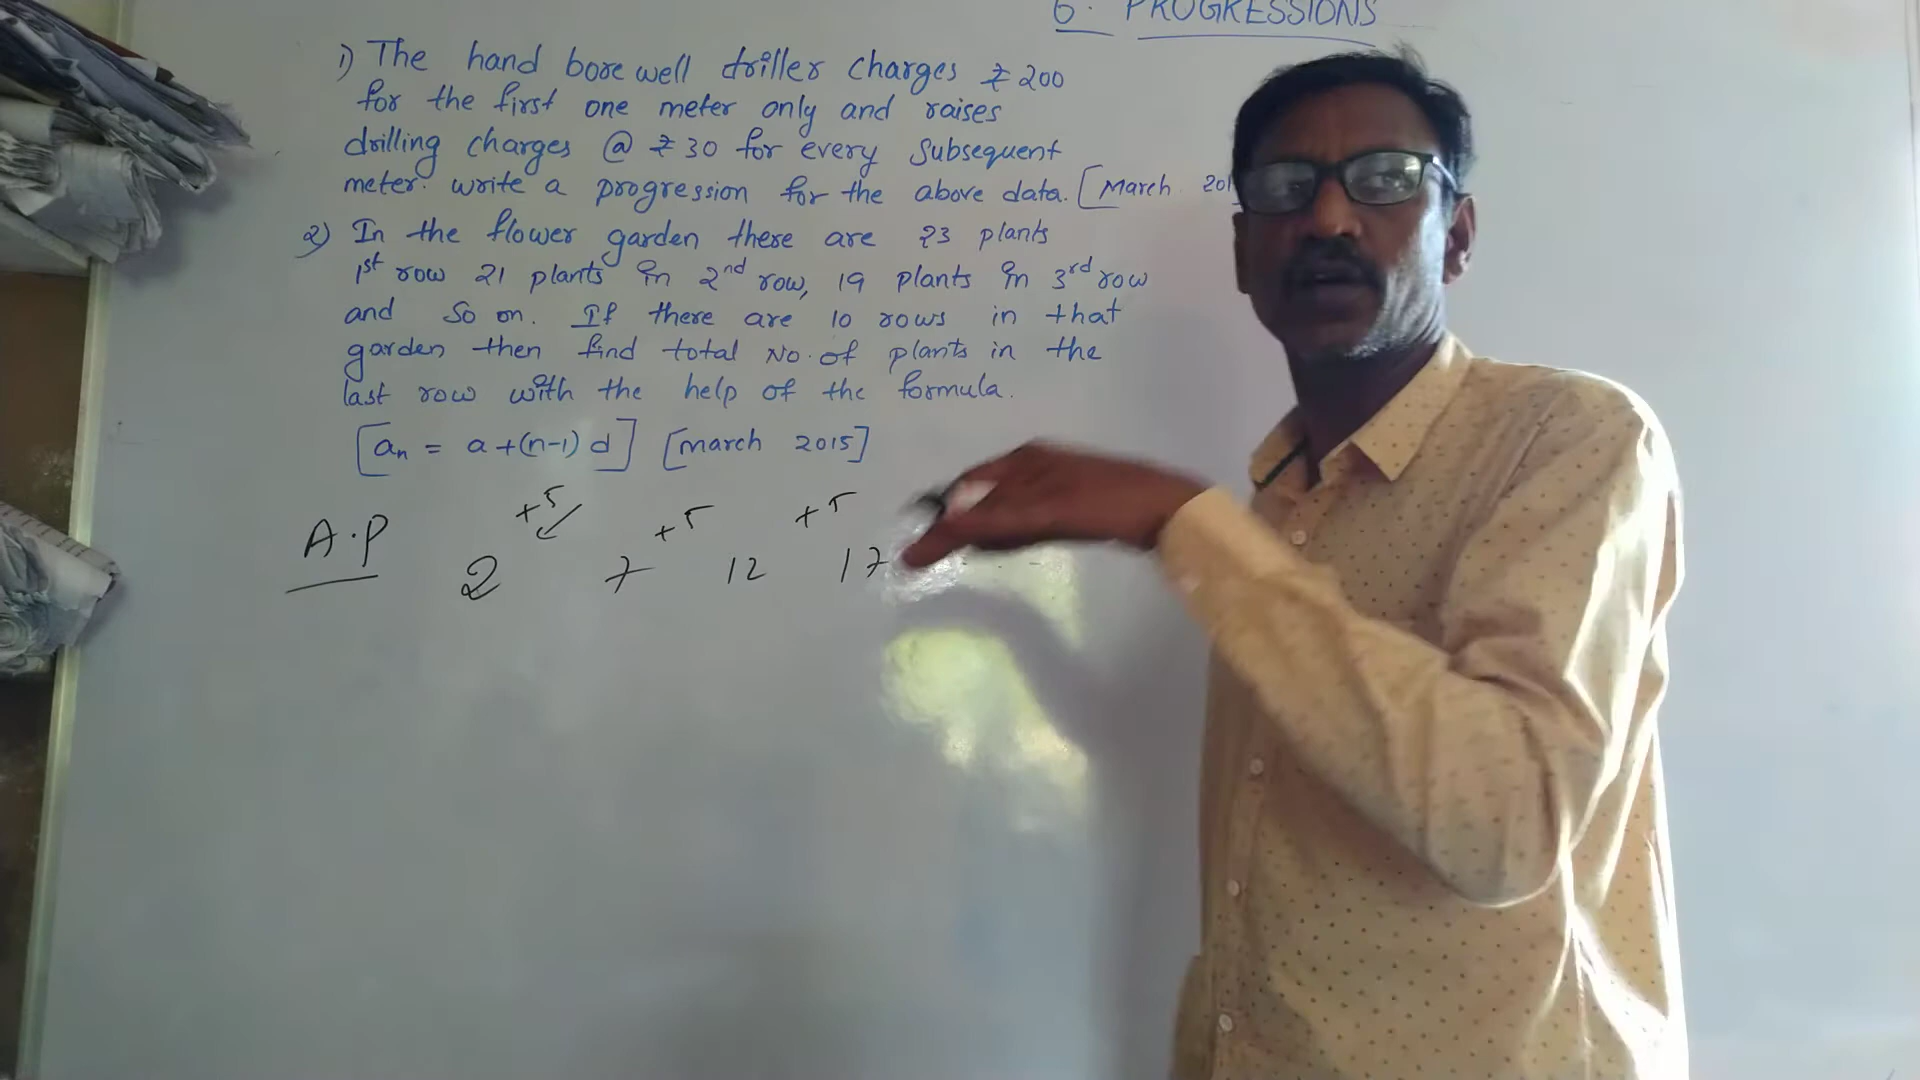 6. PROGRESSIONS
1) The hand bore well driller charges ₹ 200
for the first one meter only and raises
drilling charges @ ₹ 30 for every subsequent
meter. write a progression for the above data. [March 201
2) In the flower garden there are 23 plants
1st row 21 plants in 2nd row, 19 plants in 3rd row
and so on. If there are 10 rows in that
garden then find total No. of plants in the
last row with the help of the formula.
[an = a+(n-1) d] [march 2015]
+5 +5 +5
A.P 2 7 12 17 ....